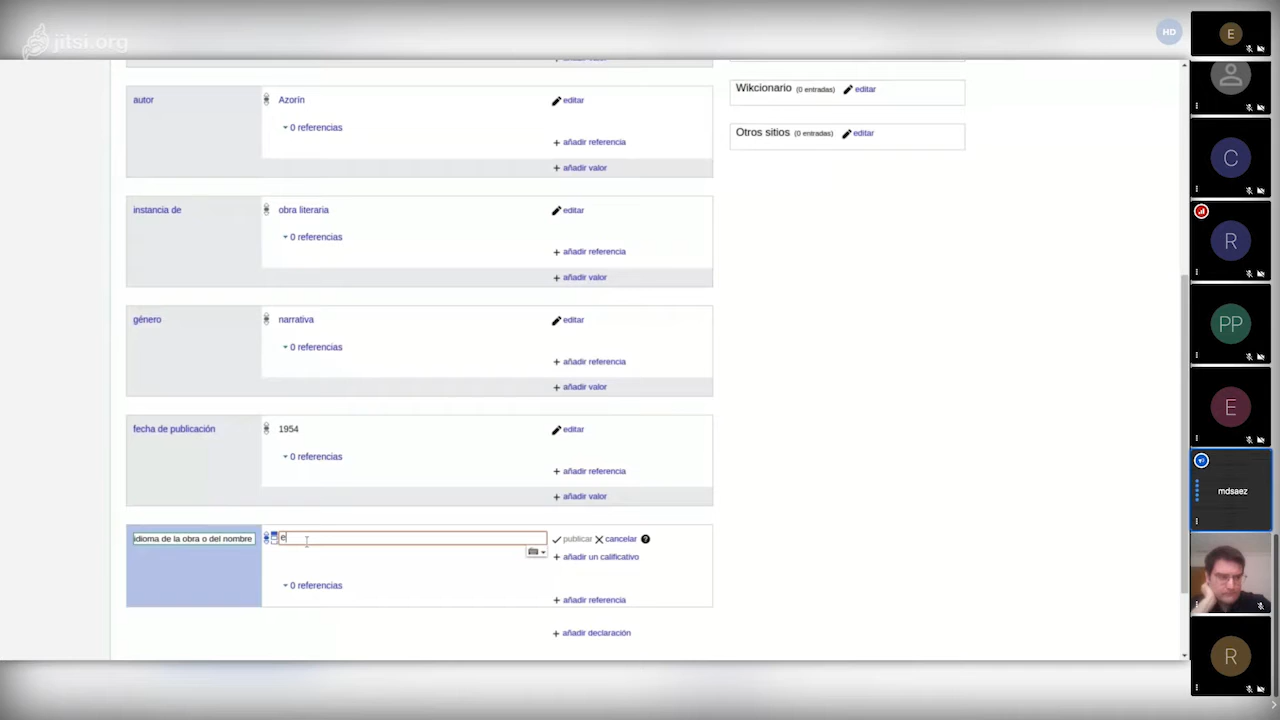 jitsi.org
HD
E
añadir valor
Wikcionario (0 entradas) editar
autor
Azorín
editar
0 referencias
Otros sitios (0 entradas) editar
+ añadir referencia
+ añadir valor
C
instancia de
obra literaria
editar
0 referencias
R
+ añadir referencia
+ añadir valor
género
narrativa
editar
PP
0 referencias
+ añadir referencia
+ añadir valor
E
fecha de publicación
1954
editar
0 referencias
+ añadir referencia
mdsaez
+ añadir valor
idioma de la obra o del nombre
e
publicar cancelar ?
+ añadir un calificativo
0 referencias
+ añadir referencia
+ añadir declaración
R